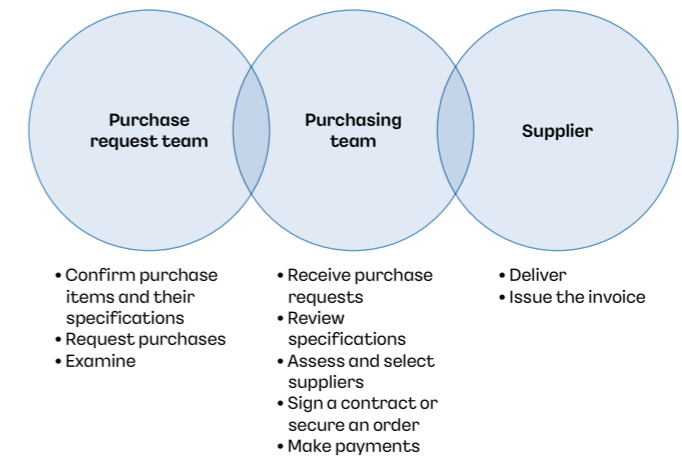 Purchase
request team
Purchasing
team
Supplier
• Confirm purchase
items and their
specifications
• Request purchases
• Examine
• Receive purchase
requests
• Review
specifications
• Assess and select
suppliers
• Sign a contract or
secure an order
• Make payments
• Deliver
• Issue the invoice